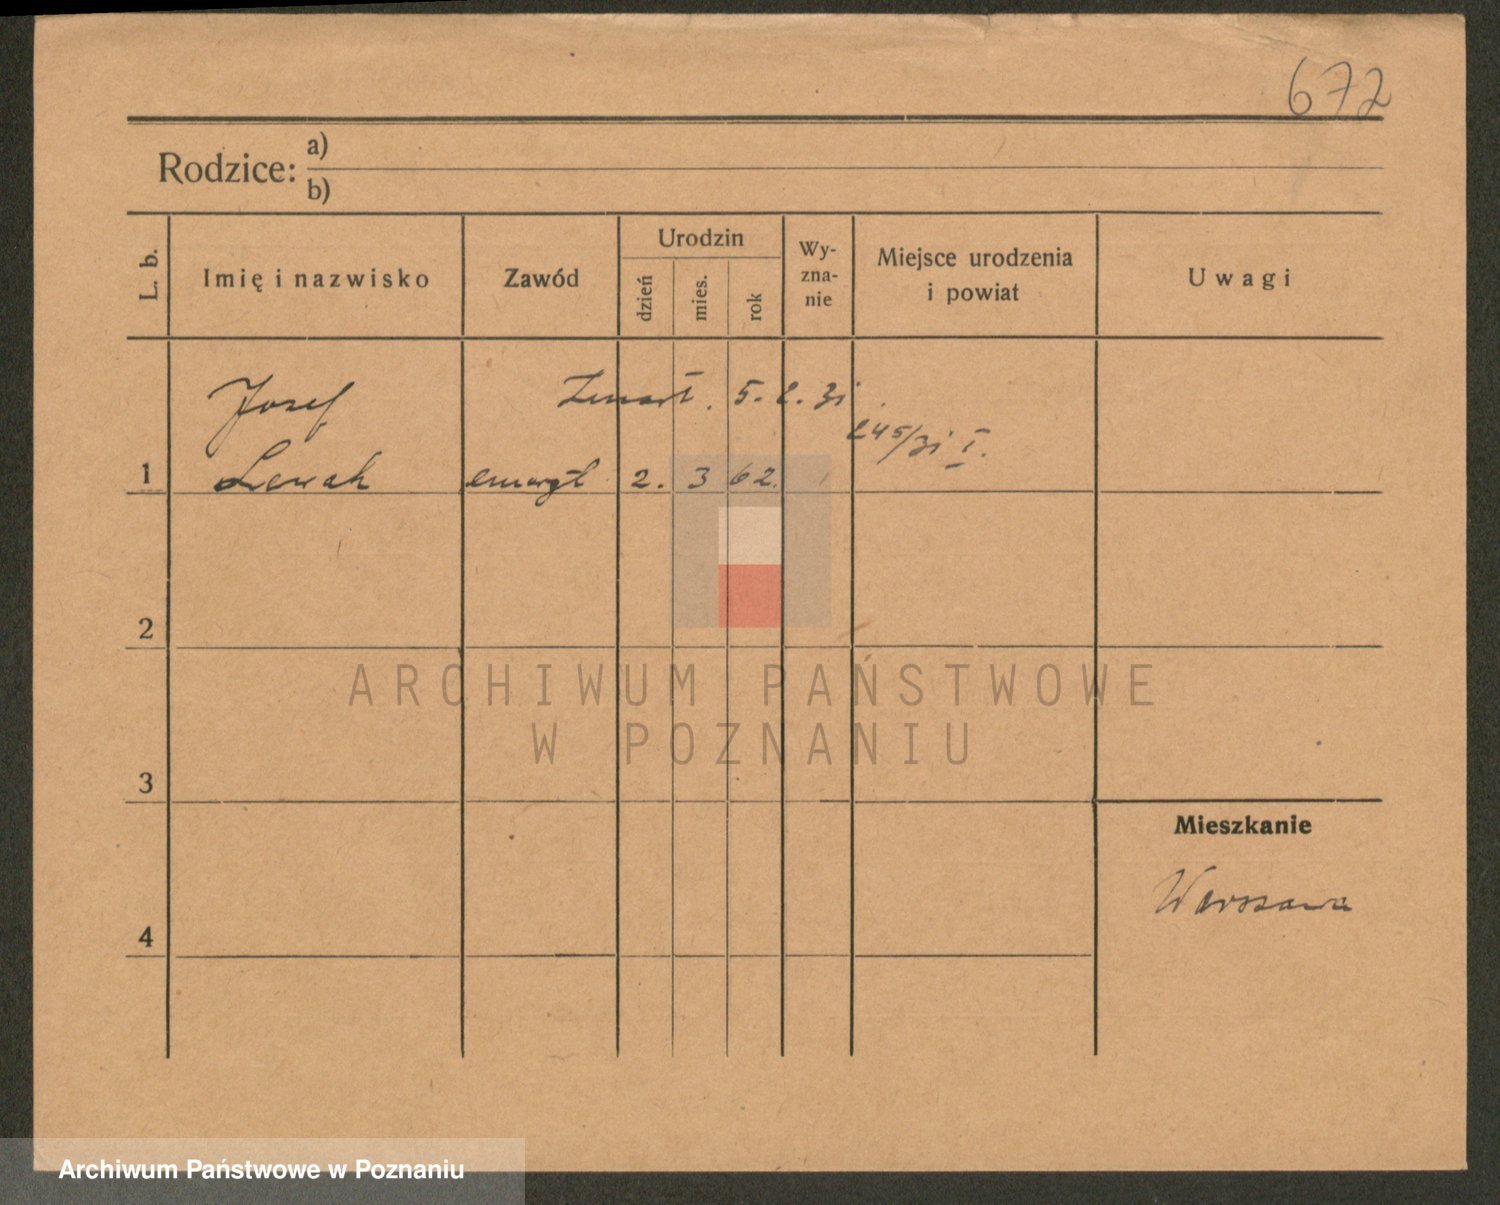 672
Rodzice: a)
b)
L. b.
Imię i nazwisko
Zawód
Urodzin
dzień
mies.
rok
Wy-
zna-
nie
Miejsce urodzenia
i powiat
Uwagi
Josef
Zmarł. 5. 2. 31.
245/31 I.
1 Lewak emeryt 2. 3 62.
2
3
4
Mieszkanie
Warszawa
ARCHIWUM PAŃSTWOWE
W POZNANIU
Archiwum Państwowe w Poznaniu